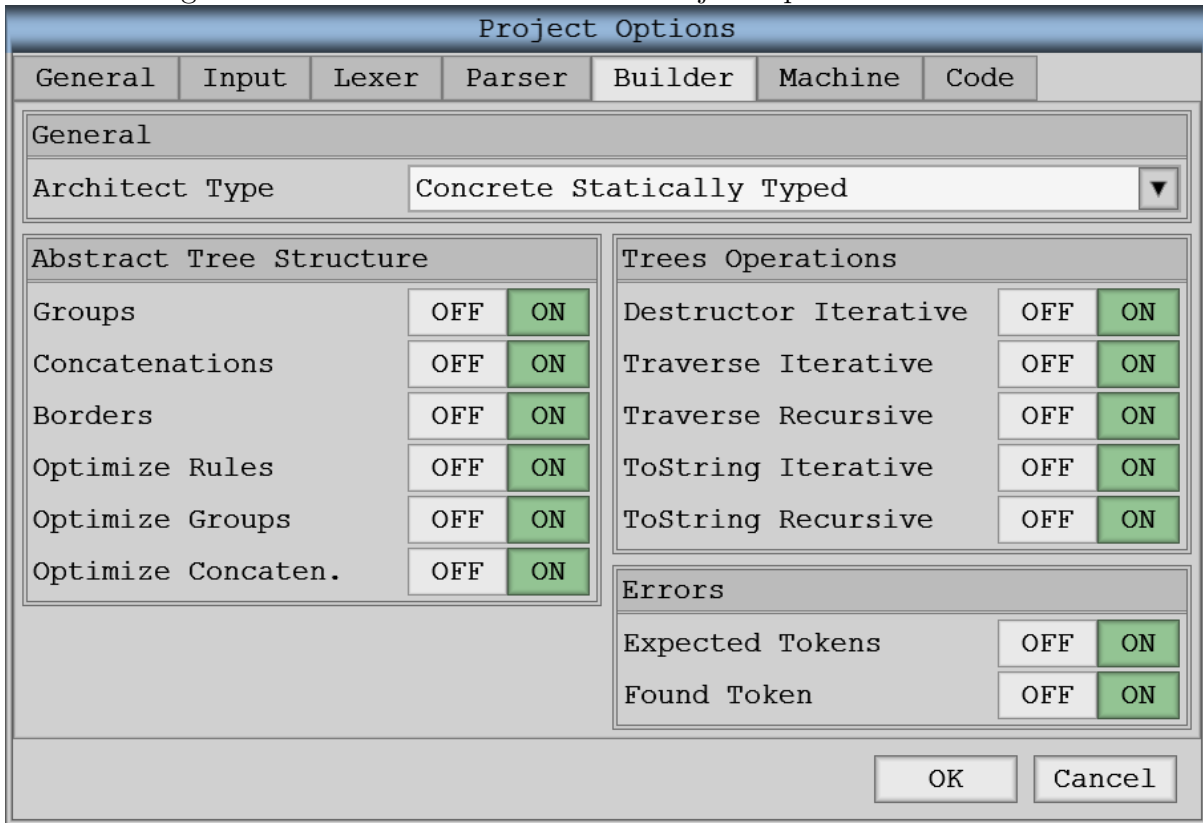 Project Options
General Input Lexer Parser Builder Machine Code
General
Architect Type Concrete Statically Typed ▼
Abstract Tree Structure
Groups OFF ON
Concatenations OFF ON
Borders OFF ON
Optimize Rules OFF ON
Optimize Groups OFF ON
Optimize Concaten. OFF ON
Trees Operations
Destructor Iterative OFF ON
Traverse Iterative OFF ON
Traverse Recursive OFF ON
ToString Iterative OFF ON
ToString Recursive OFF ON
Errors
Expected Tokens OFF ON
Found Token OFF ON
OK Cancel